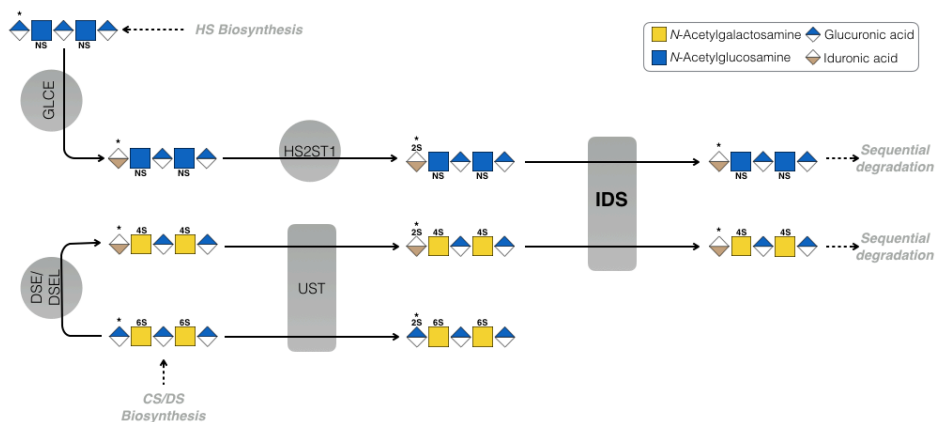 *
NS NS
HS Biosynthesis
N-Acetylgalactosamine Glucuronic acid
N-Acetylglucosamine Iduronic acid
GLCE
*
NS NS
HS2ST1
*
2S
NS NS
IDS
*
NS NS
Sequential
degradation
*
4S 4S
UST
*
2S 4S 4S
*
4S 4S
Sequential
degradation
DSE/
DSEL
*
6S 6S
*
2S 6S 6S
CS/DS
Biosynthesis